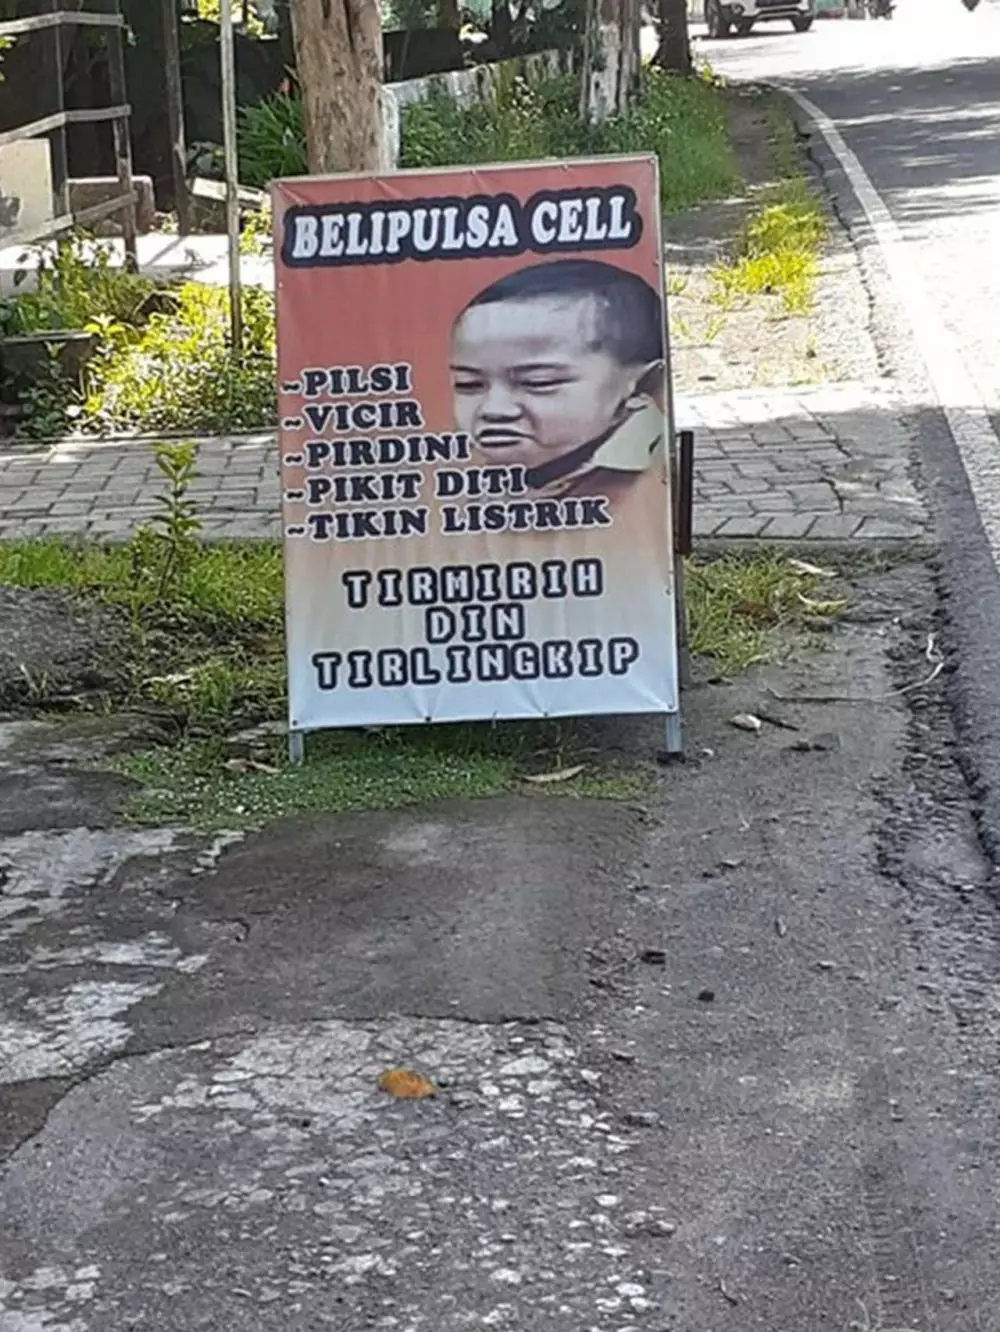 BELIPULSA CELL
~PILSI
~VICIR
~PIRDINI
~PIKIT DITI
~TIKIN LISTRIK
TIRMIRIH
DIN
TIRLINGKIP